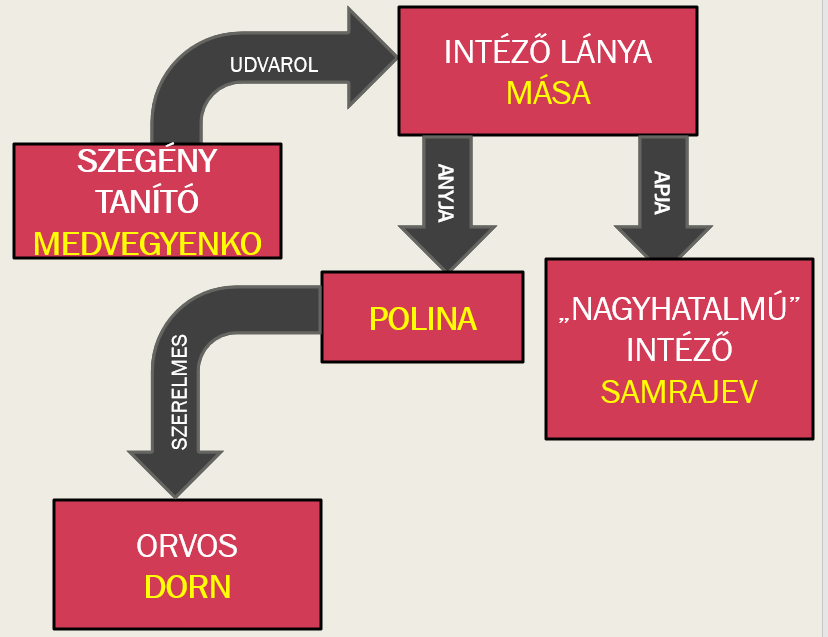 UDVAROL
INTÉZŐ LÁNYA
MÁSA
SZEGÉNY
TANÍTÓ
MEDVEGYENKO
ANYJA
APJA
POLINA
„NAGYHATALMÚ”
INTÉZŐ
SAMRAJEV
SZERELMES
ORVOS
DORN